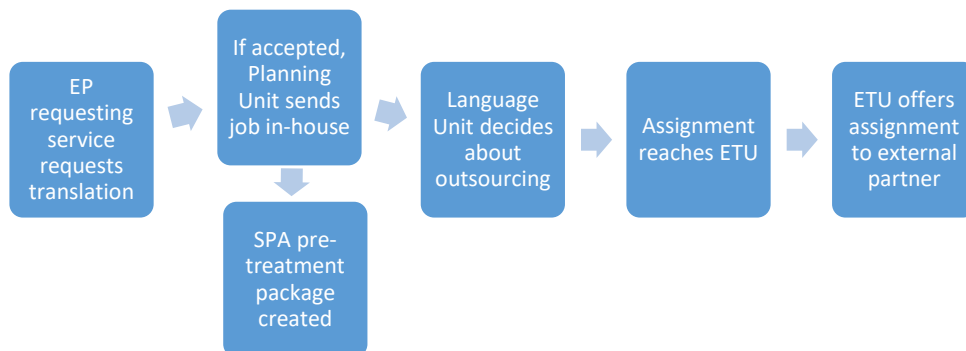 EP
requesting
service
requests
translation
If accepted,
Planning
Unit sends
job in-house
SPA pre-
treatment
package
created
Language
Unit decides
about
outsourcing
Assignment
reaches ETU
ETU offers
assignment
to external
partner